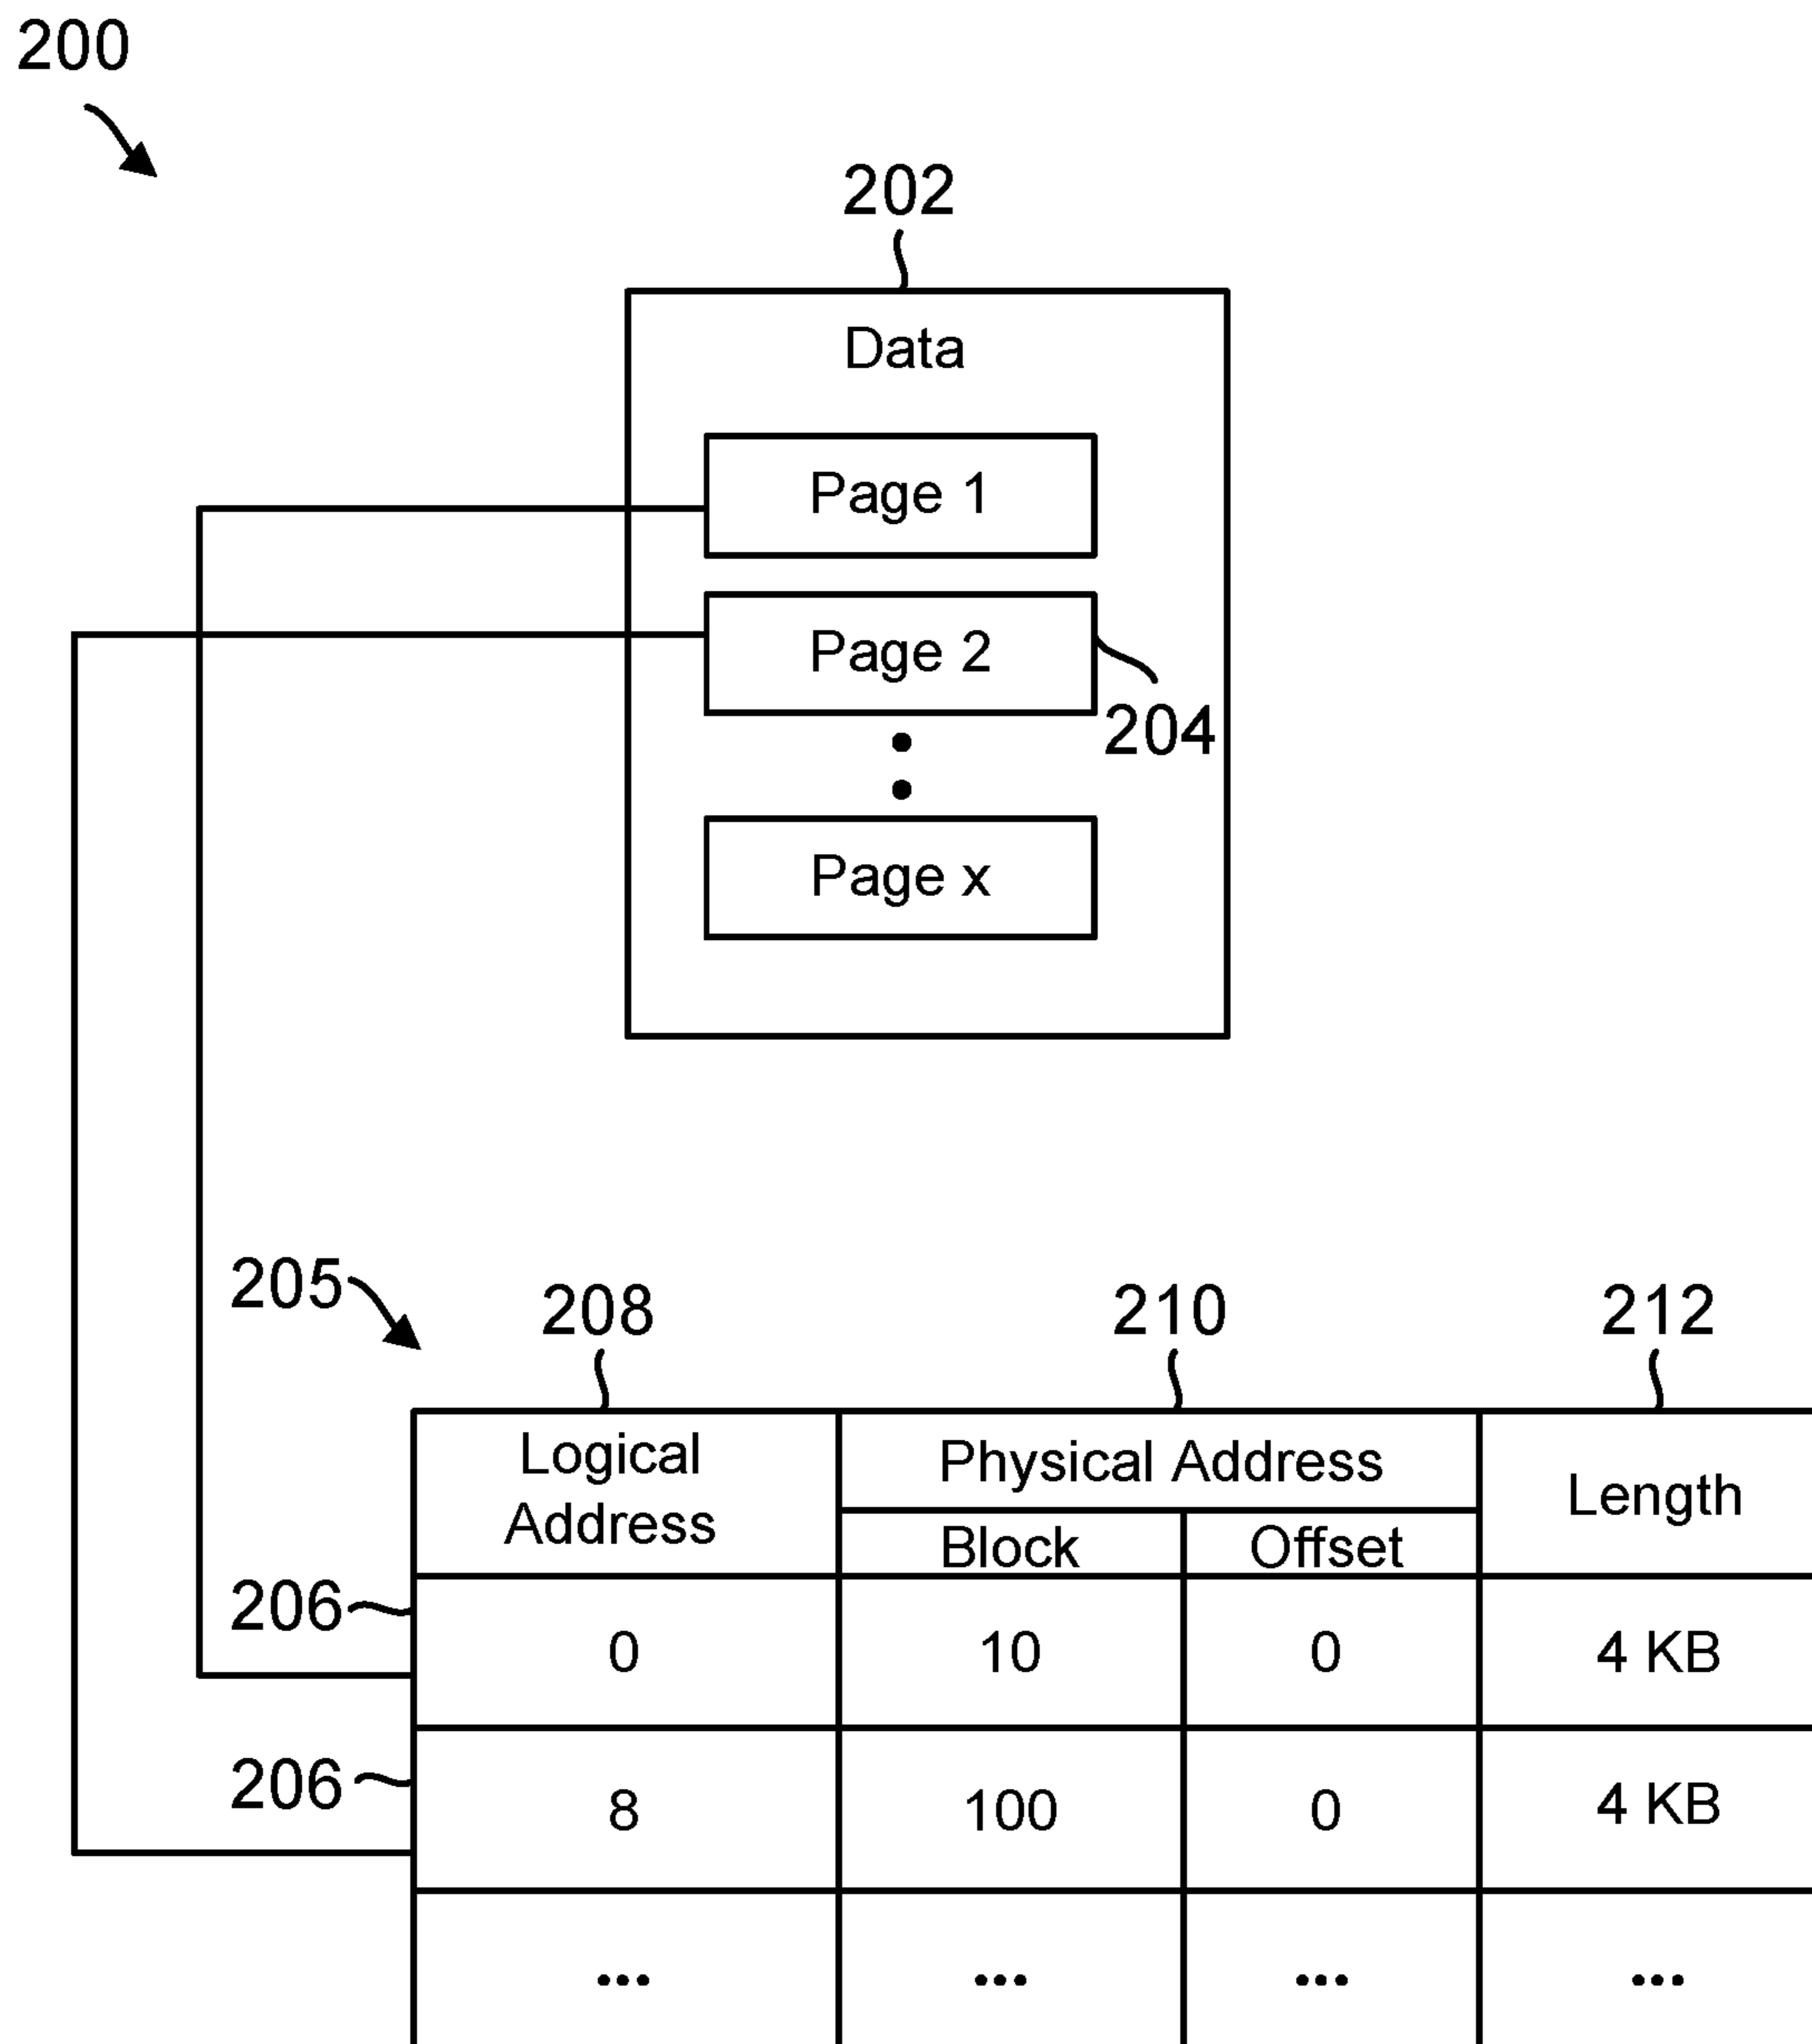 200
202
Data
Page 1
Page 2
204
Page x
205
208
210
212
Logical
Address
Physical Address
Length
Block
Offset
206
0
10
0
4 KB
206
8
100
0
4 KB
...
...
...
...